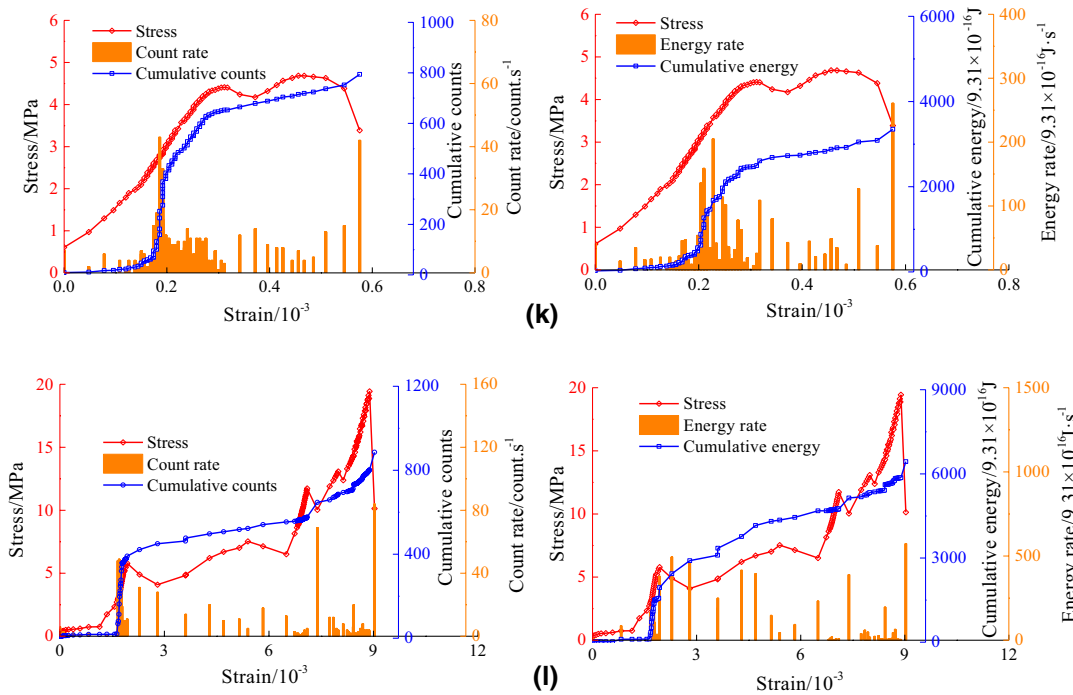 Stress
Count rate
Cumulative counts
Stress/MPa
0 1 2 3 4 5 6
Cumulative counts
0 200 400 600 800 1000
Count rate/count.s⁻¹
0 20 40 60 80
0.0 0.2 0.4 0.6 0.8
Strain/10⁻³
Stress
Energy rate
Cumulative energy
Stress/MPa
0 1 2 3 4 5 6
Cumulative energy/9.31×10⁻¹⁶J
0 2000 4000 6000
Energy rate/9.31×10⁻¹⁶J·s⁻¹
0 100 200 300 400
0.0 0.2 0.4 0.6 0.8
Strain/10⁻³
(k)
Stress
Count rate
Cumulative counts
Stress/MPa
0 5 10 15 20
Cumulative counts
0 400 800 1200
Count rate/count.s⁻¹
0 40 80 120 160
0 3 6 9 12
Strain/10⁻³
Stress
Energy rate
Cumulative energy
Stress/MPa
0 5 10 15 20
Cumulative energy/9.31×10⁻¹⁶J
0 3000 6000 9000
Energy rate/9.31×10⁻¹⁶J·s⁻¹
0 500 1000 1500
0 3 6 9 12
Strain/10⁻³
(l)